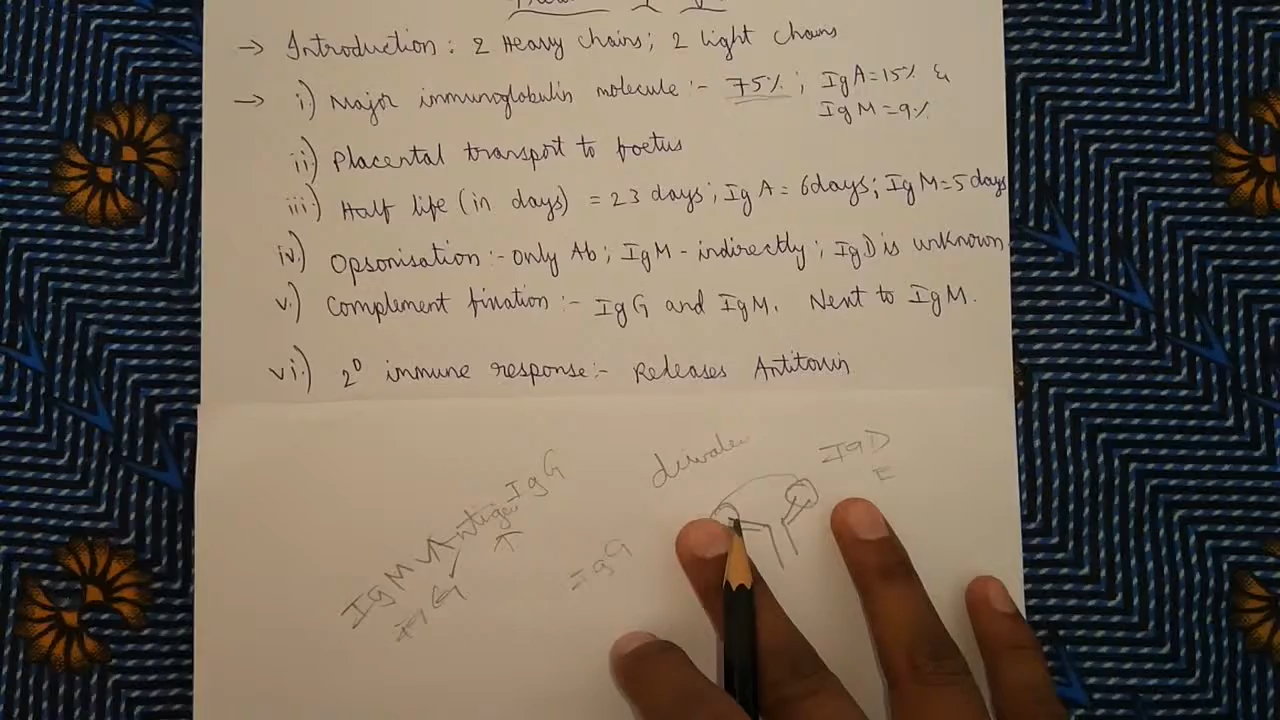 → Introduction : 2 Heavy chains; 2 light chains
→ i) Major immunoglobulin molecule :- 75% ; IgA = 15% &
IgM = 9%
ii) Placental transport to foetus
iii) Half life (in days) = 23 days; IgA = 6days; IgM = 5 days
iv) Opsonisation :- only Ab; IgM - indirectly; IgD is unknown.
v.) Complement fixation :- IgG and IgM. Next to IgM.
vi.) 2⁰ immune response:- Releases Antitoxin
IgD
E
IgG
IgM
IgG